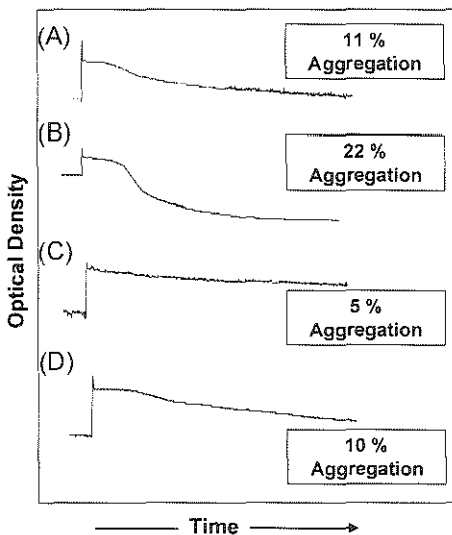 (A)
11 %
Aggregation
(B)
22 %
Aggregation
Optical Density
(C)
5 %
Aggregation
(D)
10 %
Aggregation
Time